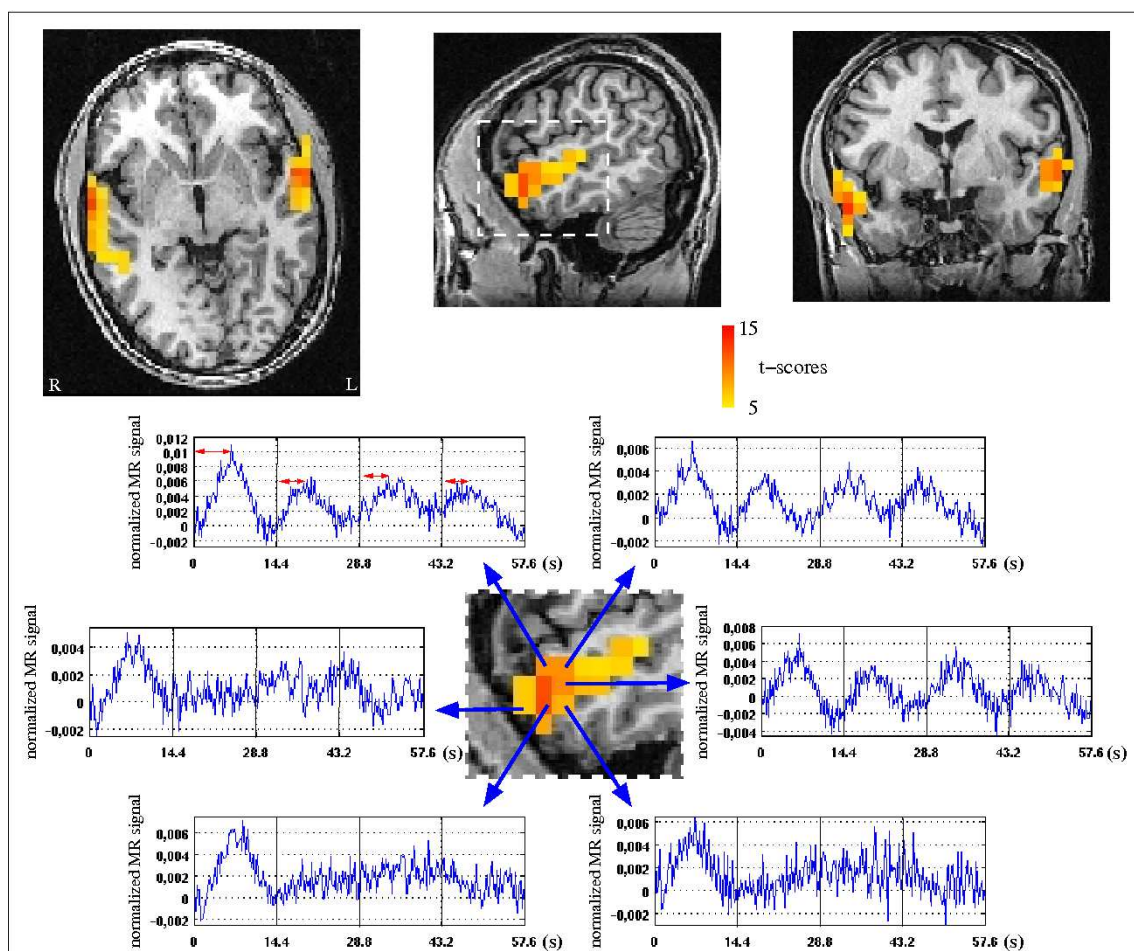 R L
15
t-scores
5
normalized MR signal
0,012
0,01
0,008
0,006
0,004
0,002
0
-0,002
0 14.4 28.8 43.2 57.6 (s)
normalized MR signal
0,006
0,004
0,002
0
-0,002
0 14.4 28.8 43.2 57.6 (s)
normalized MR signal
0,004
0,002
0
-0,002
0 14.4 28.8 43.2 57.6 (s)
normalized MR signal
0,008
0,006
0,004
0,002
0
-0,002
-0,004
0 14.4 28.8 43.2 57.6 (s)
normalized MR signal
0,006
0,004
0,002
0
-0,002
0 14.4 28.8 43.2 57.6 (s)
normalized MR signal
0,006
0,004
0,002
0
-0,002
0 14.4 28.8 43.2 57.6 (s)